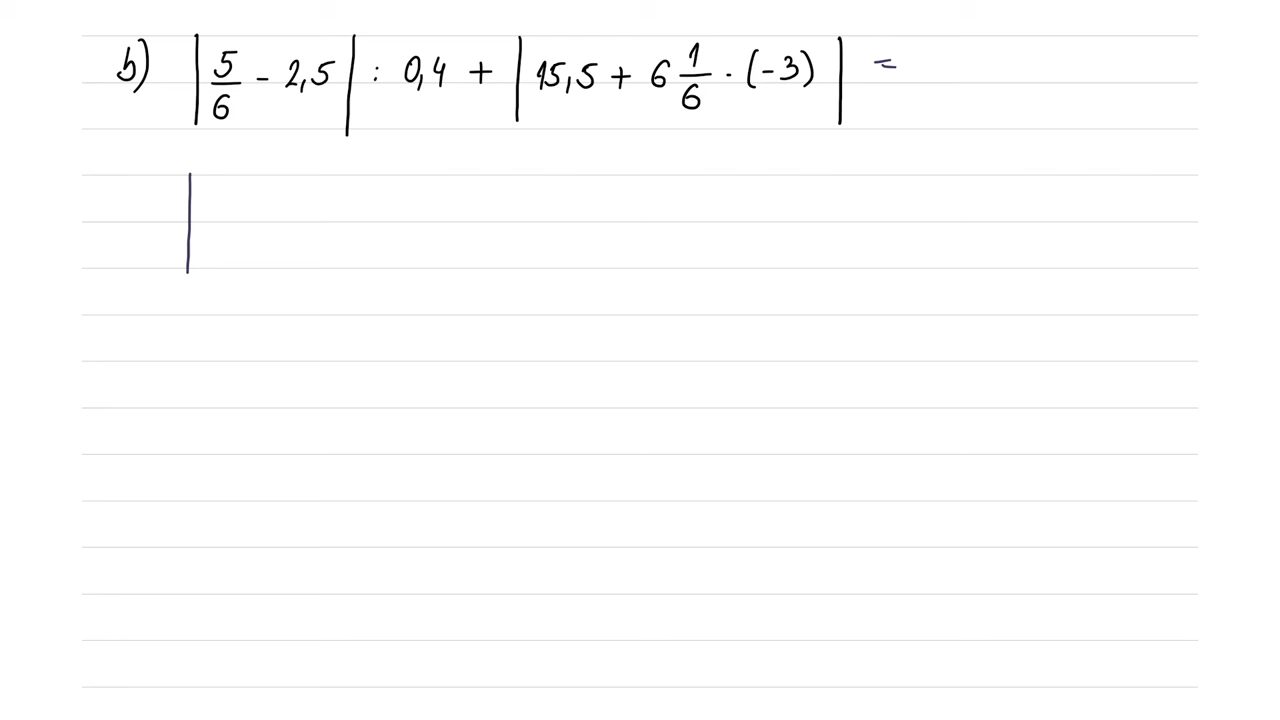 b) |5/6 - 2,5| : 0,4 + |15,5 + 6 1/6 · (-3)| =
|